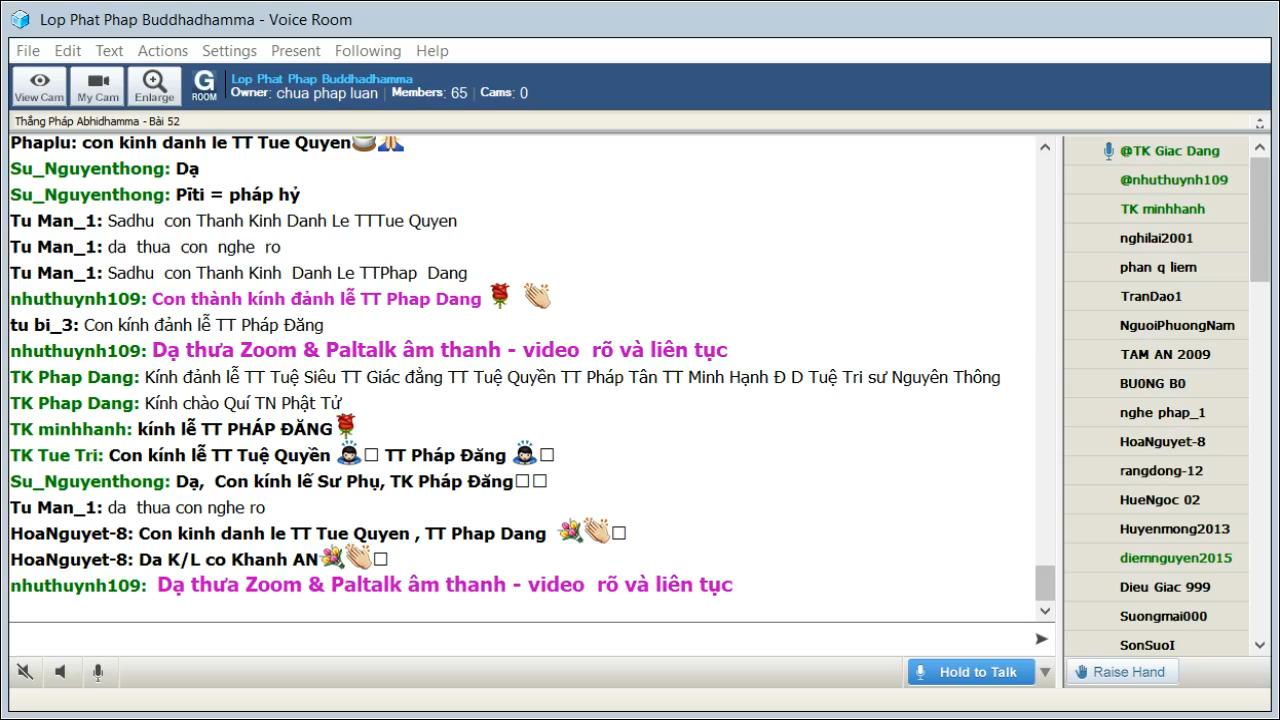 Lop Phat Phap Buddhadhamma - Voice Room
File Edit Text Actions Settings Present Following Help
View Cam My Cam Enlarge G ROOM Lop Phat Phap Buddhadhamma
Owner: chua phap luan | Members: 65 | Cams: 0
Thắng Pháp Abhidhamma - Bài 52
Phaplu: con kinh danh le TT Tue Quyen
Su_Nguyenthong: Dạ
Su_Nguyenthong: Pīti = pháp hỷ
Tu Man_1: Sadhu con Thanh Kinh Danh Le TTTue Quyen
Tu Man_1: da thua con nghe ro
Tu Man_1: Sadhu con Thanh Kinh Danh Le TTPhap Dang
nhuthuynh109: Con thành kính đảnh lễ TT Phap Dang
tu bi_3: Con kính đảnh lễ TT Pháp Đăng
nhuthuynh109: Dạ thưa Zoom & Paltalk âm thanh - video rõ và liên tục
TK Phap Dang: Kính đảnh lễ TT Tuệ Siêu TT Giác đẳng TT Tuệ Quyền TT Pháp Tân TT Minh Hạnh Đ D Tuệ Tri sư Nguyên Thông
TK Phap Dang: Kính chào Quí TN Phật Tử
TK minhhanh: kính lễ TT PHÁP ĐĂNG
TK Tue Tri: Con kính lễ TT Tuệ Quyền TT Pháp Đăng
Su_Nguyenthong: Dạ, Con kính lế Sư Phụ, TK Pháp Đăng
Tu Man_1: da thua con nghe ro
HoaNguyet-8: Con kinh danh le TT Tue Quyen , TT Phap Dang
HoaNguyet-8: Da K/L co Khanh AN
nhuthuynh109: Dạ thưa Zoom & Paltalk âm thanh - video rõ và liên tục
@TK Giac Dang
@nhuthuynh109
TK minhhanh
nghilai2001
phan q liem
TranDao1
NguoiPhuongNam
TAM AN 2009
BU0NG B0
nghe phap_1
HoaNguyet-8
rangdong-12
HueNgoc 02
Huyenmong2013
diemnguyen2015
Dieu Giac 999
Suongmai000
SonSuoI
Hold to Talk
Raise Hand